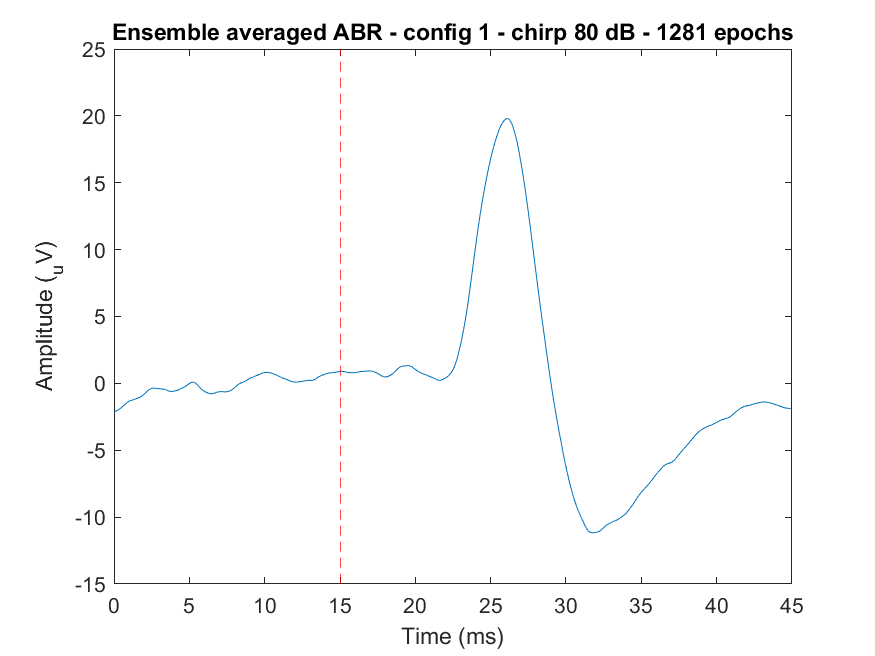 Ensemble averaged ABR - config 1 - chirp 80 dB - 1281 epochs
25
20
15
10
5
0
-5
-10
-15
Amplitude (uV)
0 5 10 15 20 25 30 35 40 45
Time (ms)